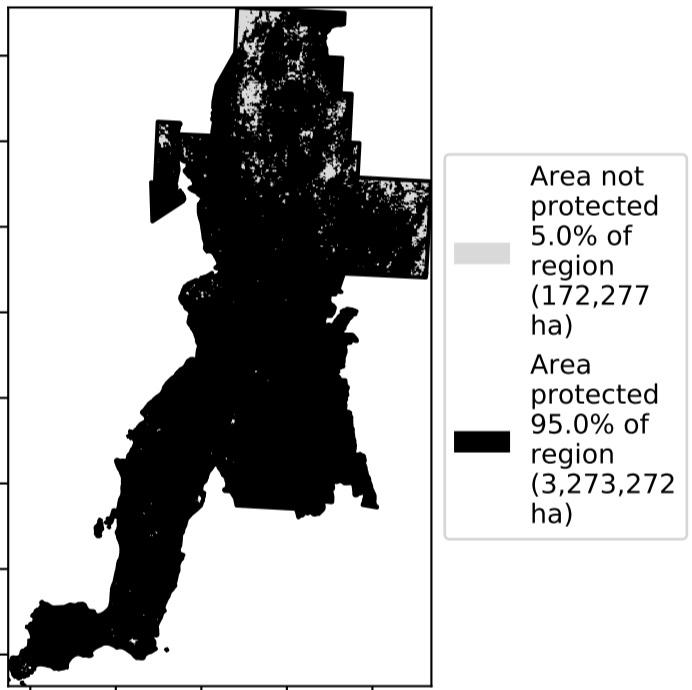 Area not
protected
5.0% of
region
(172,277
ha)
Area
protected
95.0% of
region
(3,273,272
ha)